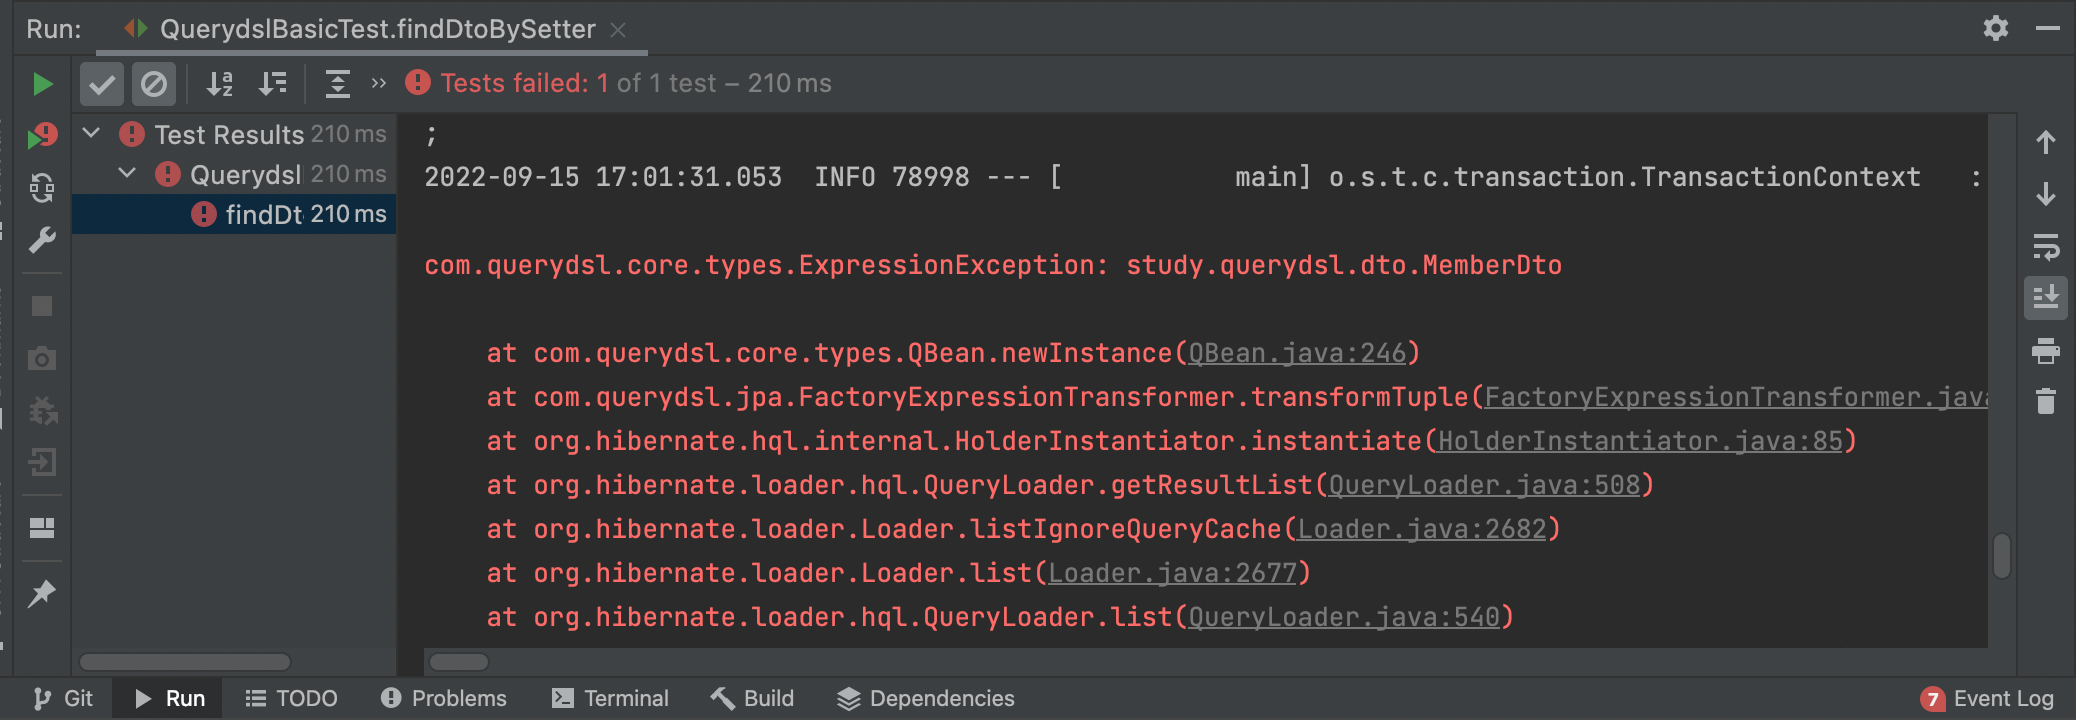 Run: QuerydslBasicTest.findDtoBySetter
Tests failed: 1 of 1 test – 210 ms
Test Results 210 ms
Querydsl 210 ms
findDt 210 ms
;
2022-09-15 17:01:31.053  INFO 78998 --- [           main] o.s.t.c.transaction.TransactionContext   :
com.querydsl.core.types.ExpressionException: study.querydsl.dto.MemberDto
at com.querydsl.core.types.QBean.newInstance(QBean.java:246)
at com.querydsl.jpa.FactoryExpressionTransformer.transformTuple(FactoryExpressionTransformer.java
at org.hibernate.hql.internal.HolderInstantiator.instantiate(HolderInstantiator.java:85)
at org.hibernate.loader.hql.QueryLoader.getResultList(QueryLoader.java:508)
at org.hibernate.loader.Loader.listIgnoreQueryCache(Loader.java:2682)
at org.hibernate.loader.Loader.list(Loader.java:2677)
at org.hibernate.loader.hql.QueryLoader.list(QueryLoader.java:540)
Git Run TODO Problems Terminal Build Dependencies 7 Event Log